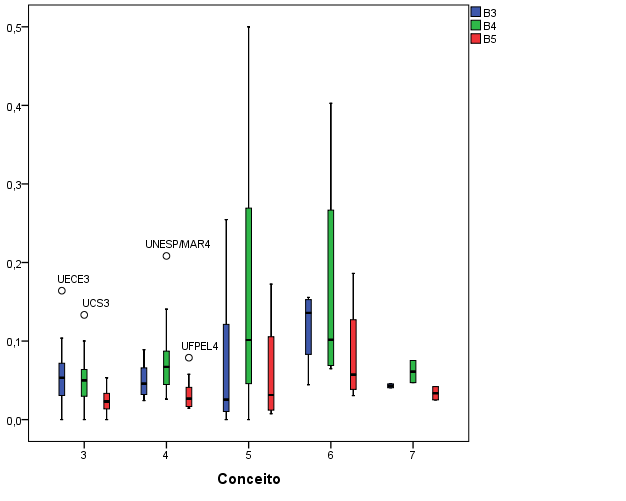 B3
B4
B5
0,5
0,4
0,3
0,2
0,1
0,0
UECE3
UCS3
UNESP/MAR4
UFPEL4
3 4 5 6 7
Conceito